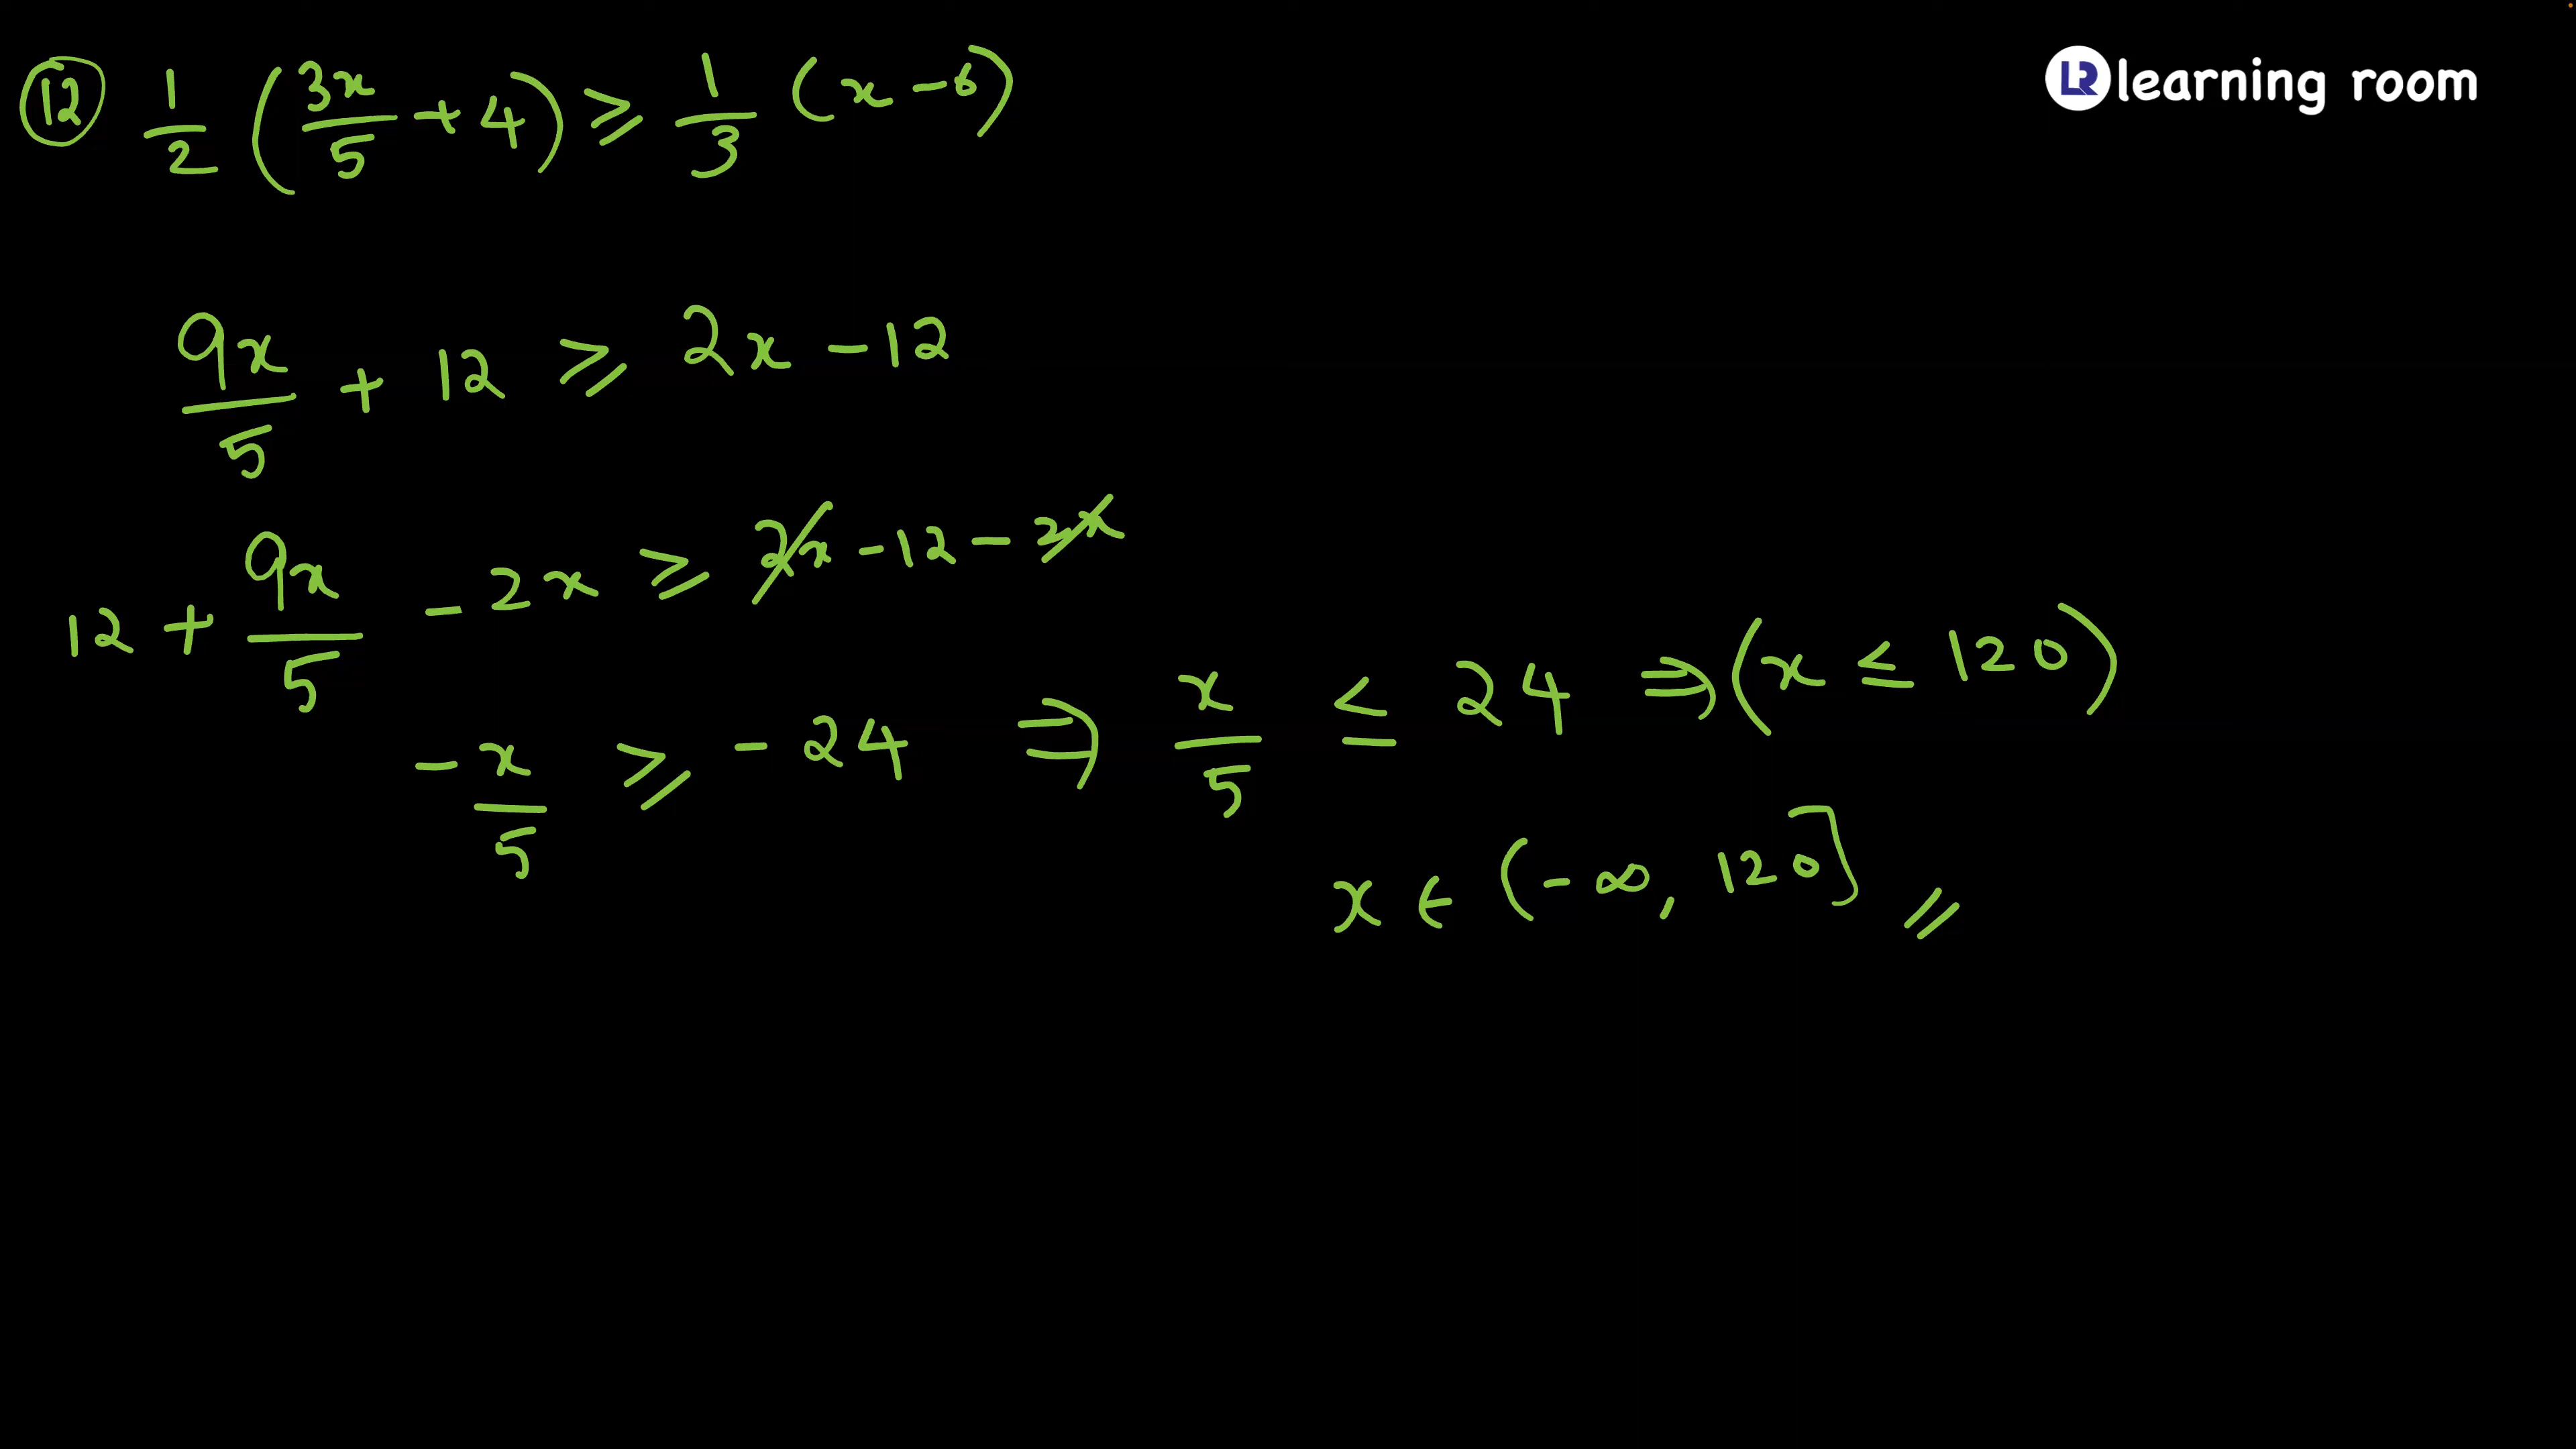 12 1/2 (3x/5 + 4) ≥ 1/3 (x - 6)
LR learning room
9x/5 + 12 ≥ 2x - 12
12 + 9x/5 - 2x ≥ 2x - 12 - 2x
-x/5 ≥ -24 ⇒ x/5 ≤ 24 ⇒ (x ≤ 120)
x ∈ (-∞, 120] //